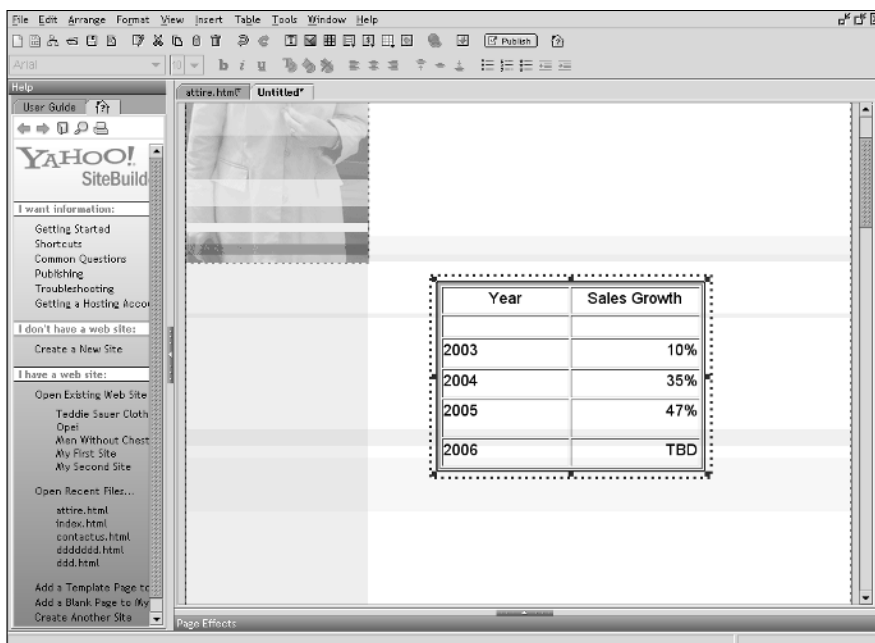 File Edit Arrange Format View Insert Table Tools Window Help
Publish
Arial 10 b i u
Help
attire.html* Untitled*
User Guide
YAHOO!
SiteBuild
I want information:
Getting Started
Shortcuts
Common Questions
Publishing
Troubleshooting
Getting a Hosting Accou
I don't have a web site:
Create a New Site
I have a web site:
Open Existing Web Site
Teddie Sauer Cloth
Opei
Men Without Chest
My First Site
My Second Site
Open Recent Files...
attire.html
index.html
contactus.html
ddddddd.html
ddd.html
Add a Template Page to
Add a Blank Page to My
Create Another Site
Year Sales Growth
2003 10%
2004 35%
2005 47%
2006 TBD
Page Effects